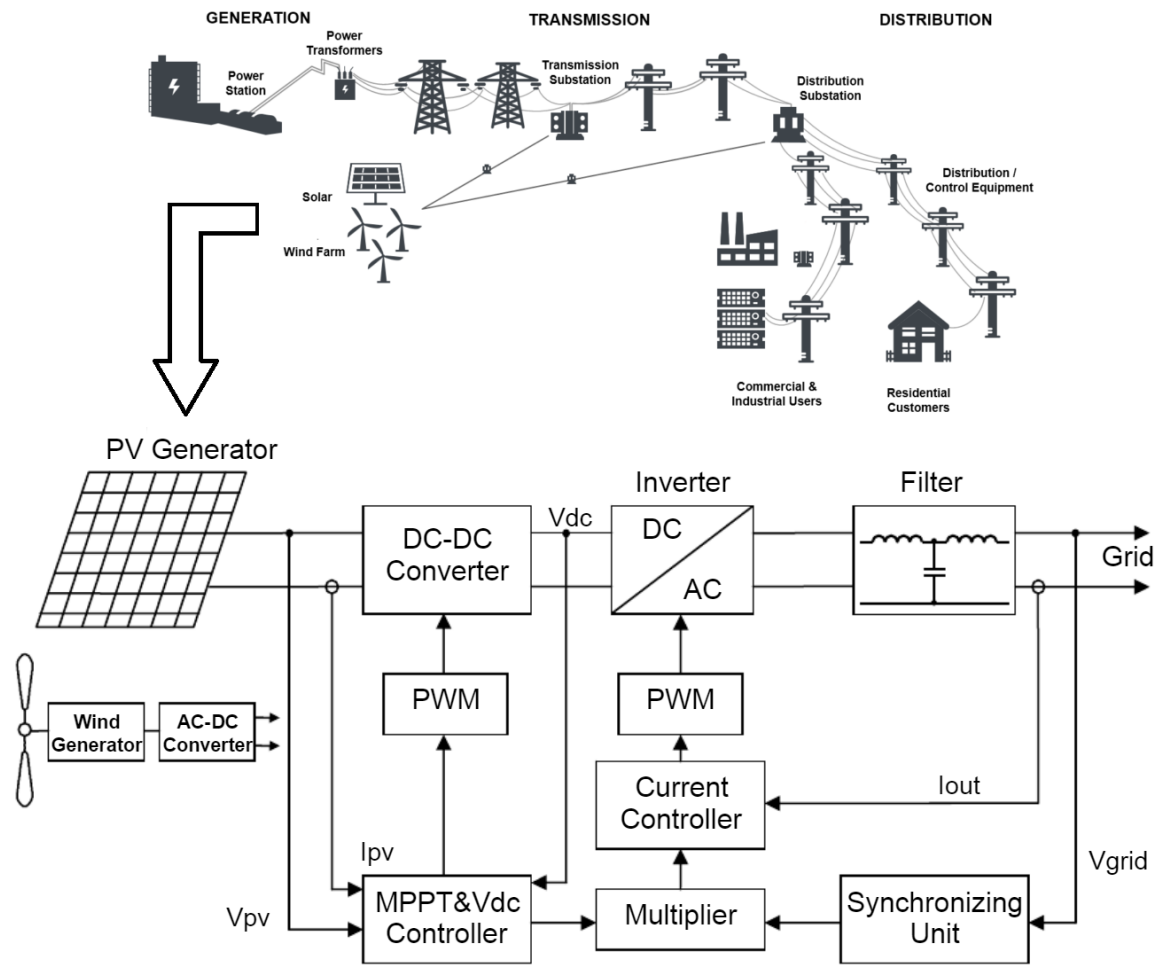 GENERATION
TRANSMISSION
DISTRIBUTION
Power
Transformers
Power
Station
Transmission
Substation
Distribution
Substation
Solar
Wind Farm
Distribution /
Control Equipment
Commercial &
Industrial Users
Residential
Customers
PV Generator
Inverter
Filter
DC-DC
Converter
Vdc
DC
AC
Grid
PWM
PWM
Wind
Generator
AC-DC
Converter
Current
Controller
Iout
Ipv
Vgrid
Vpv
MPPT&Vdc
Controller
Multiplier
Synchronizing
Unit